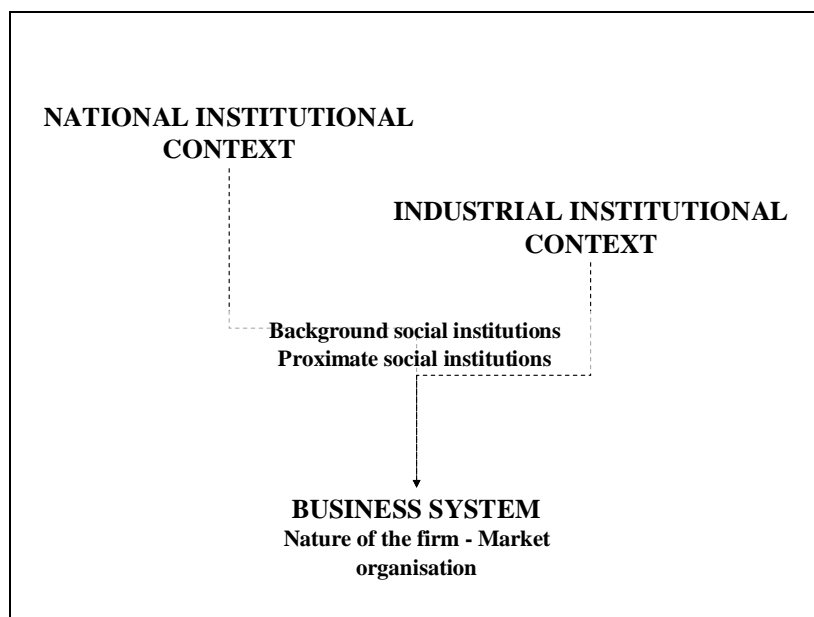 NATIONAL INSTITUTIONAL
CONTEXT
INDUSTRIAL INSTITUTIONAL
CONTEXT
Background social institutions
Proximate social institutions
BUSINESS SYSTEM
Nature of the firm - Market
organisation